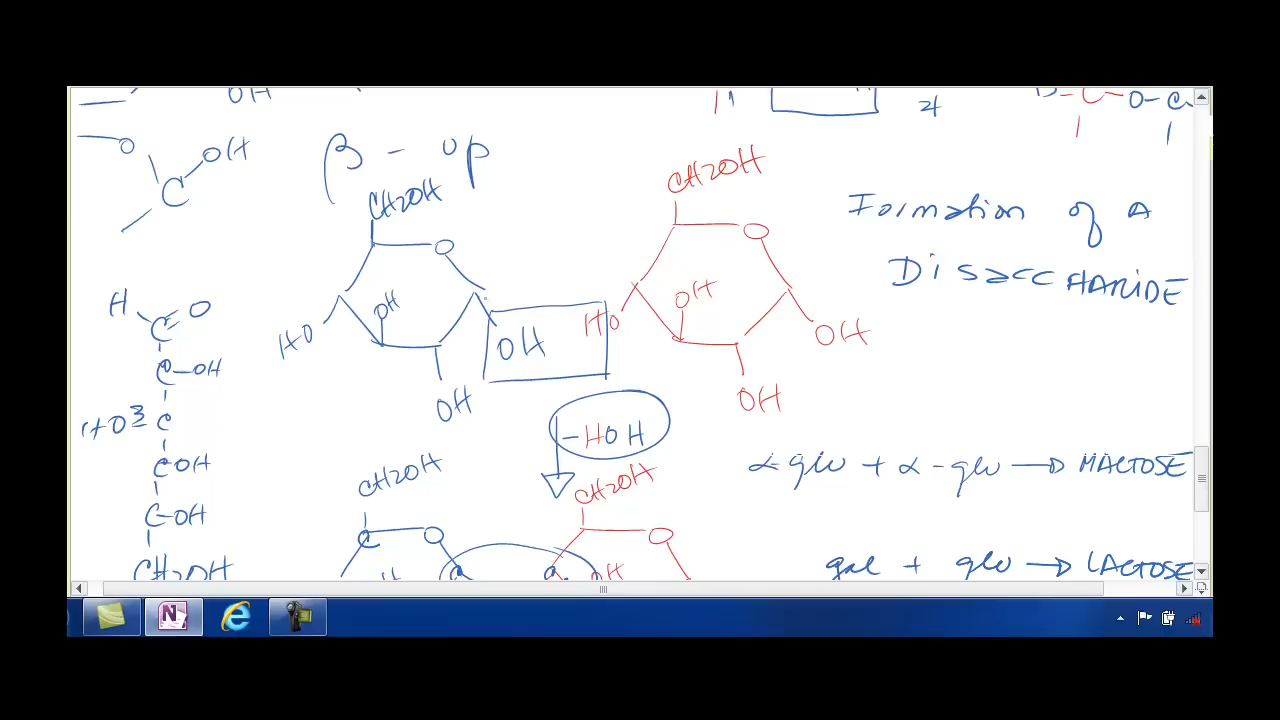 OH
O
OH
C
β - up
CH2OH
O
HO
OH
OH
OH
CH2OH
O
HO
OH
OH
OH
O-C
Formation of A
DiSaccHARIDE
H
O
C
C-OH
HO
C
COH
C-OH
CH2OH
-HOH
α-glu + α-glu → MALTOSE
gal + glu → LACTOSE
CH2OH
C
O
CH2OH
O
OH